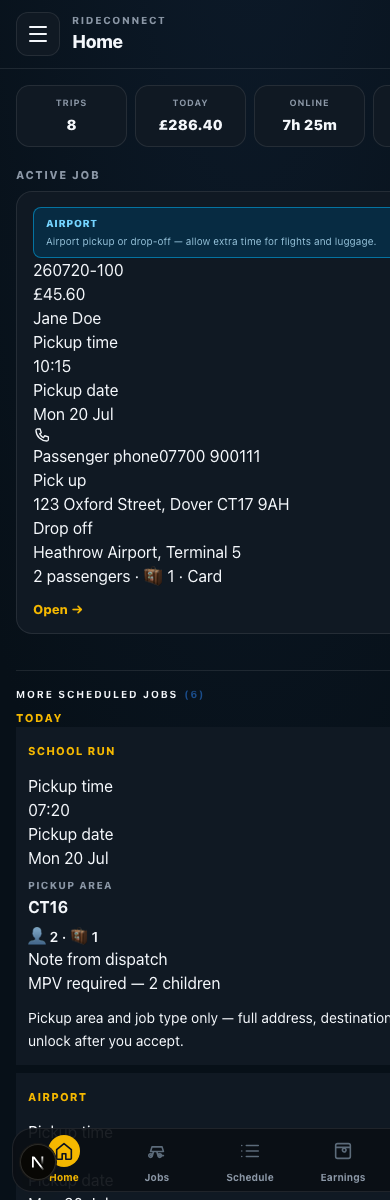 RIDECONNECT
Home
TRIPS
8
TODAY
£286.40
ONLINE
7h 25m
ACTIVE JOB
AIRPORT
Airport pickup or drop-off — allow extra time for flights and luggage.
260720-100
£45.60
Jane Doe
Pickup time
10:15
Pickup date
Mon 20 Jul
Passenger phone07700 900111
Pick up
123 Oxford Street, Dover CT17 9AH
Drop off
Heathrow Airport, Terminal 5
2 passengers · 🧳 1 · Card
Open →
MORE SCHEDULED JOBS (6)
TODAY
SCHOOL RUN
Pickup time
07:20
Pickup date
Mon 20 Jul
PICKUP AREA
CT16
👤 2 · 🧳 1
Note from dispatch
MPV required — 2 children
Pickup area and job type only — full address, destination
unlock after you accept.
AIRPORT
Pickup time
N
Home
Jobs
Schedule
Earnings
Pickup date